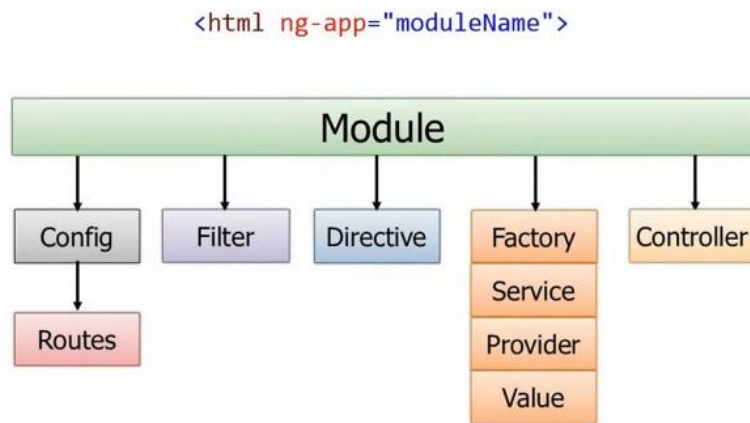 <html ng-app="moduleName">
Module
Config
Filter
Directive
Factory
Controller
Service
Routes
Provider
Value